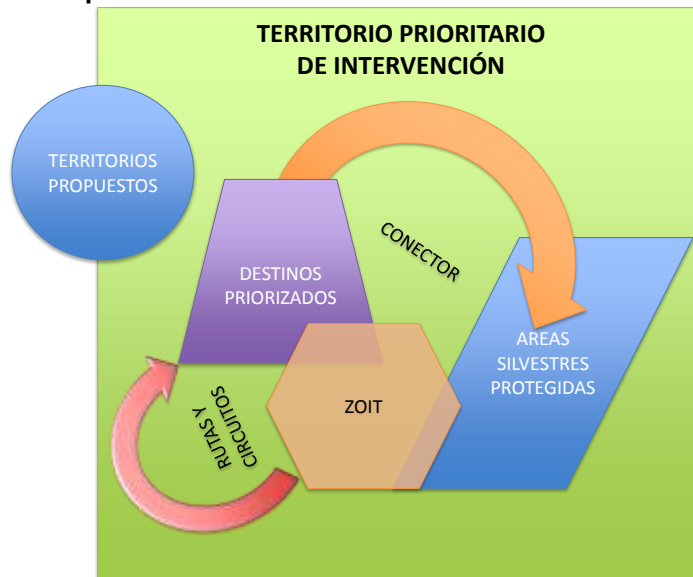 TERRITORIO PRIORITARIO
DE INTERVENCIÓN
TERRITORIOS
PROPUESTOS
CONECTOR
DESTINOS
PRIORIZADOS
AREAS
SILVESTRES
PROTEGIDAS
ZOIT
RUTAS Y
CIRCUITOS